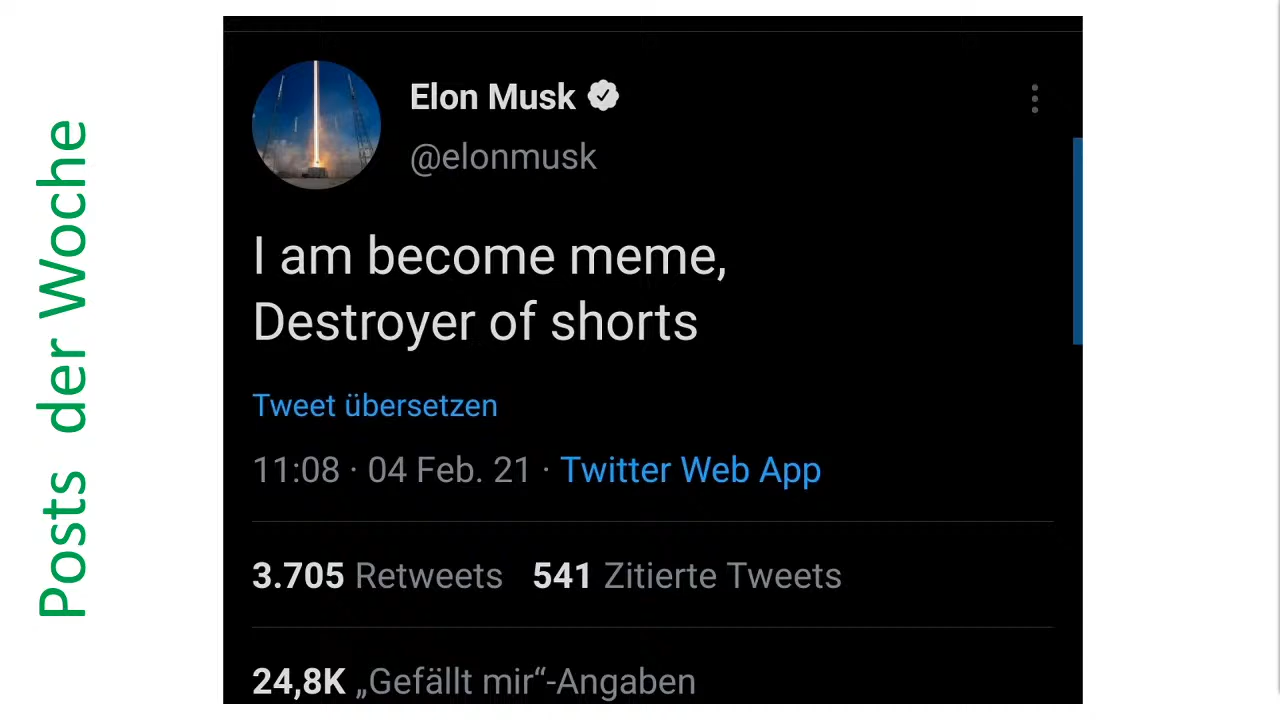 Posts der Woche
Elon Musk
@elonmusk
I am become meme,
Destroyer of shorts
Tweet übersetzen
11:08 · 04 Feb. 21 · Twitter Web App
3.705 Retweets 541 Zitierte Tweets
24,8K „Gefällt mir“-Angaben